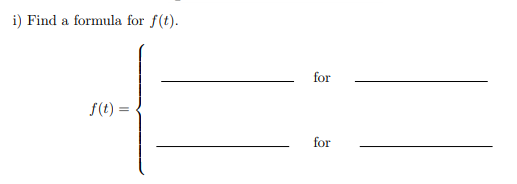 i) Find a formula for f(t).
for
f(t) =
for